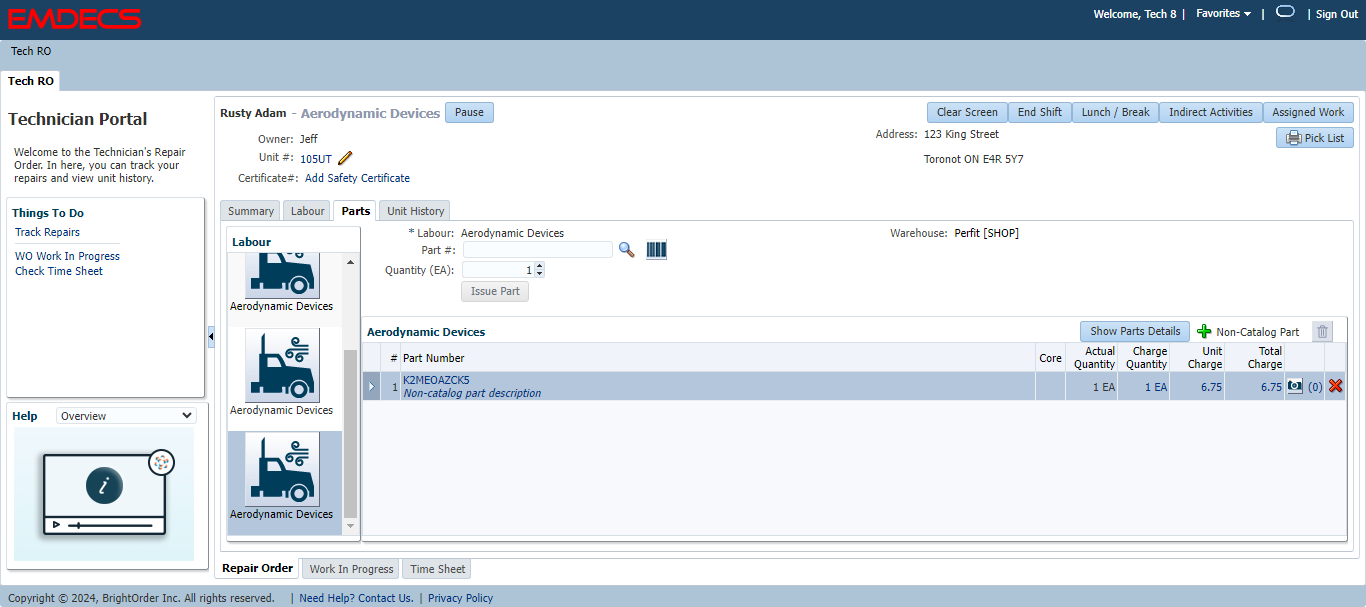 EMDECS
Welcome, Tech 8 | Favorites | | Sign Out
Tech RO
Tech RO
Technician Portal
Welcome to the Technician's Repair
Order. In here, you can track your
repairs and view unit history.
Things To Do
Track Repairs
WO Work In Progress
Check Time Sheet
Help Overview
i
Rusty Adam - Aerodynamic Devices Pause
Clear Screen End Shift Lunch / Break Indirect Activities Assigned Work
Owner: Jeff
Unit #: 105UT
Certificate#: Add Safety Certificate
Address: 123 King Street
Toronot ON E4R 5Y7
Pick List
Summary Labour Parts Unit History
Labour
Aerodynamic Devices
Aerodynamic Devices
Aerodynamic Devices
* Labour: Aerodynamic Devices
Part #:
Quantity (EA): 1
Issue Part
Warehouse: Perfit [SHOP]
Aerodynamic Devices Show Parts Details Non-Catalog Part
# Part Number Core Actual Quantity Charge Quantity Unit Charge Total Charge
1 K2MEOAZCK5 1 EA 1 EA 6.75 6.75 (0)
Non-catalog part description
Repair Order Work In Progress Time Sheet
Copyright © 2024, BrightOrder Inc. All rights reserved. | Need Help? Contact Us. | Privacy Policy